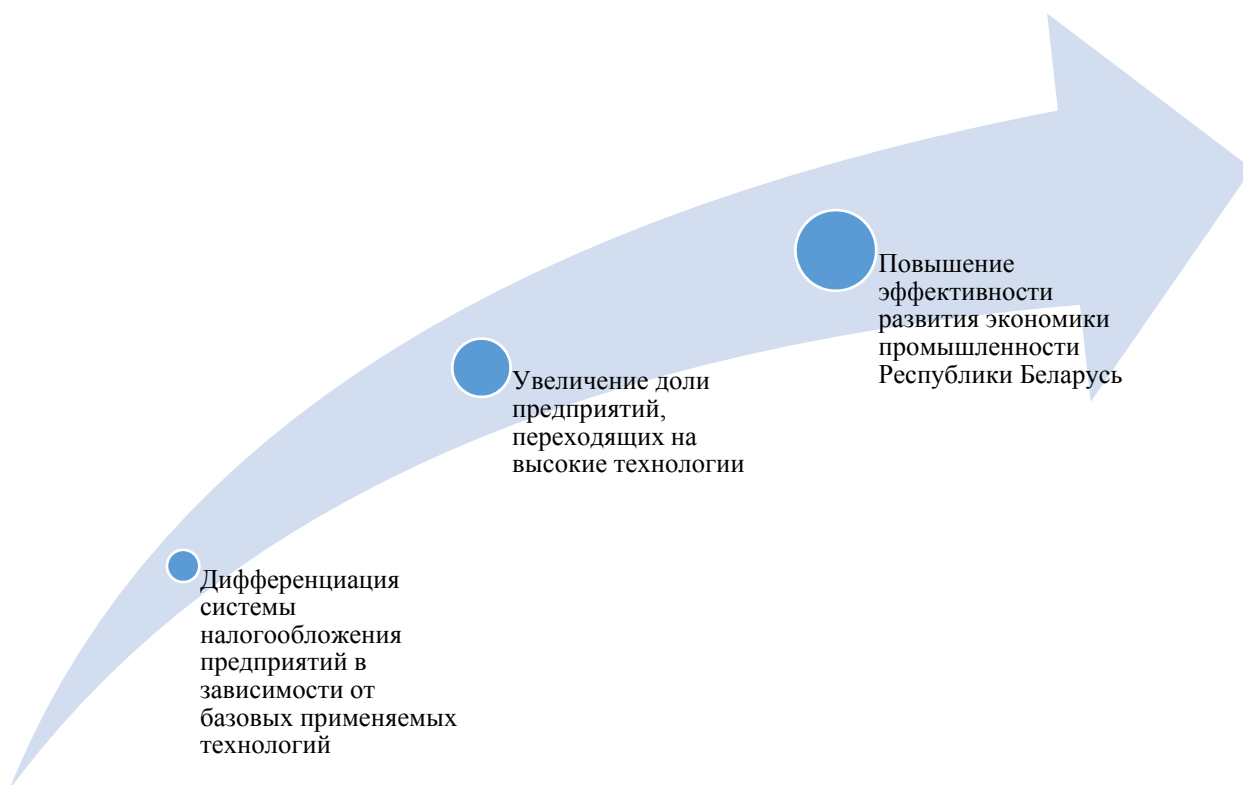 Повышение
эффективности
развития экономики
промышленности
Республики Беларусь
Увеличение доли
предприятий,
переходящих на
высокие технологии
Дифференциация
системы
налогообложения
предприятий в
зависимости от
базовых применяемых
технологий